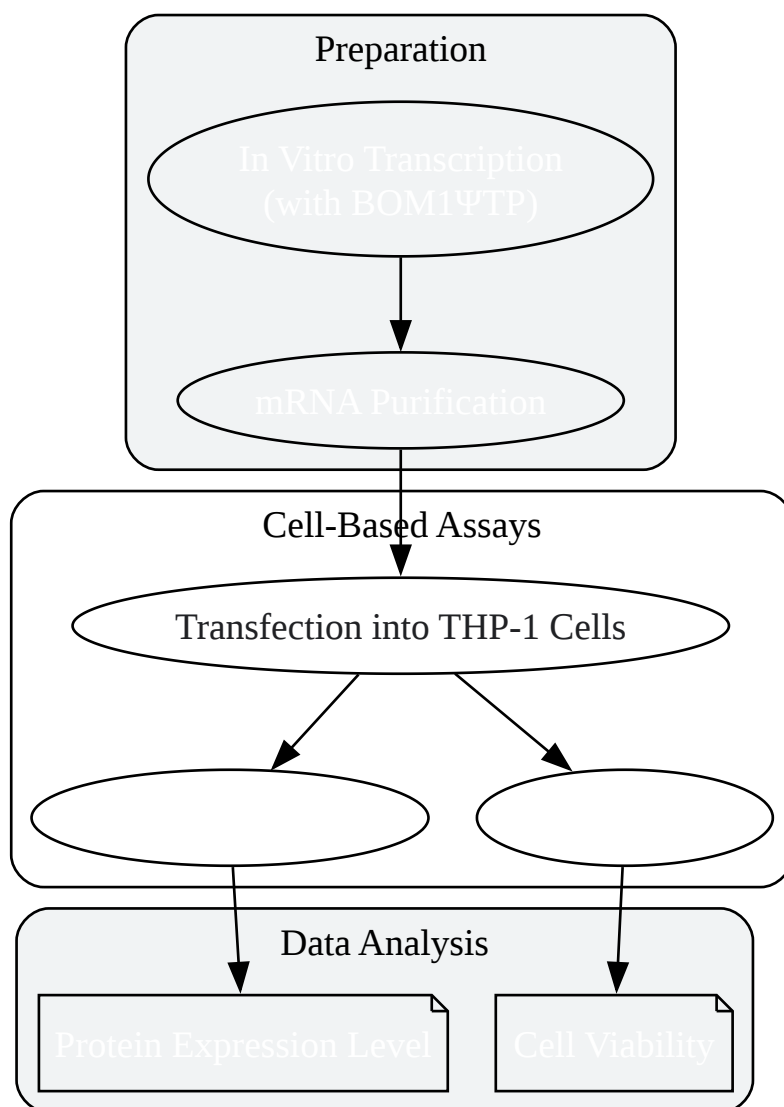 Preparation
In Vitro Transcription
(with BOM1ΨTP)
mRNA Purification
Cell-Based Assays
Transfection into THP-1 Cells
Data Analysis
Protein Expression Level
Cell Viability